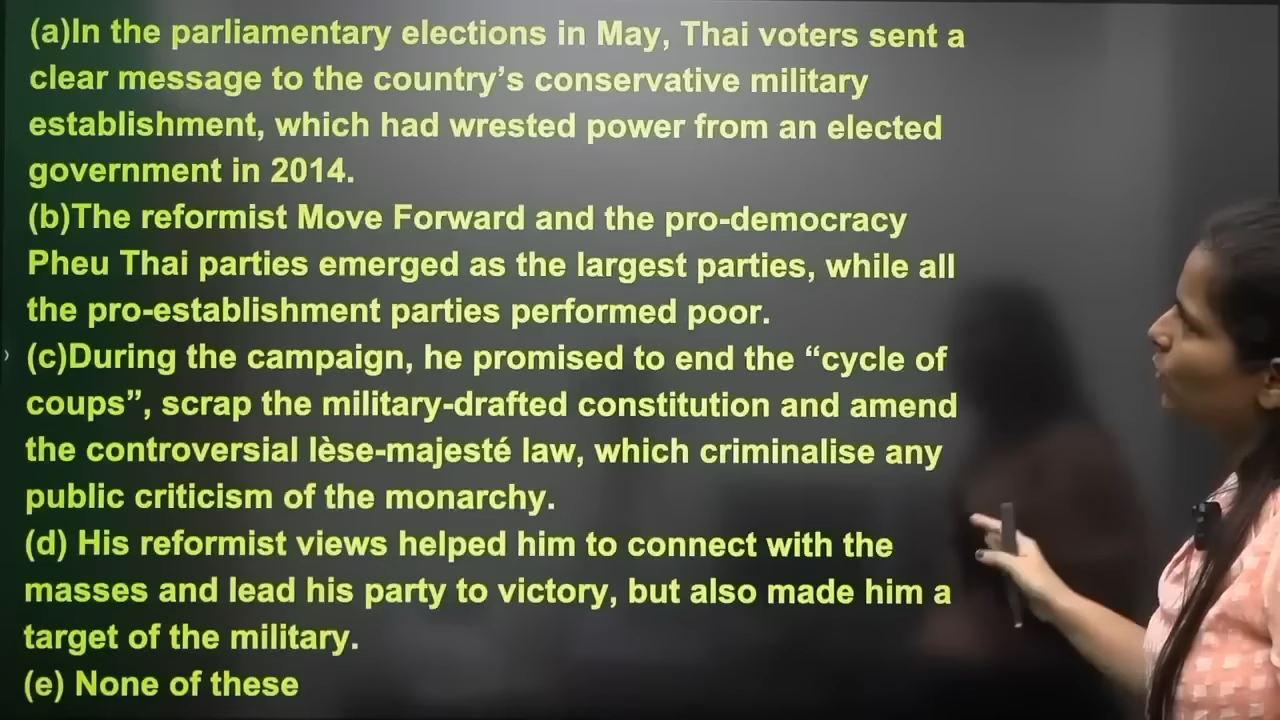 (a)In the parliamentary elections in May, Thai voters sent a
clear message to the country's conservative military
establishment, which had wrested power from an elected
government in 2014.
(b)The reformist Move Forward and the pro-democracy
Pheu Thai parties emerged as the largest parties, while all
the pro-establishment parties performed poor.
(c)During the campaign, he promised to end the “cycle of
coups”, scrap the military-drafted constitution and amend
the controversial lèse-majesté law, which criminalise any
public criticism of the monarchy.
(d) His reformist views helped him to connect with the
masses and lead his party to victory, but also made him a
target of the military.
(e) None of these